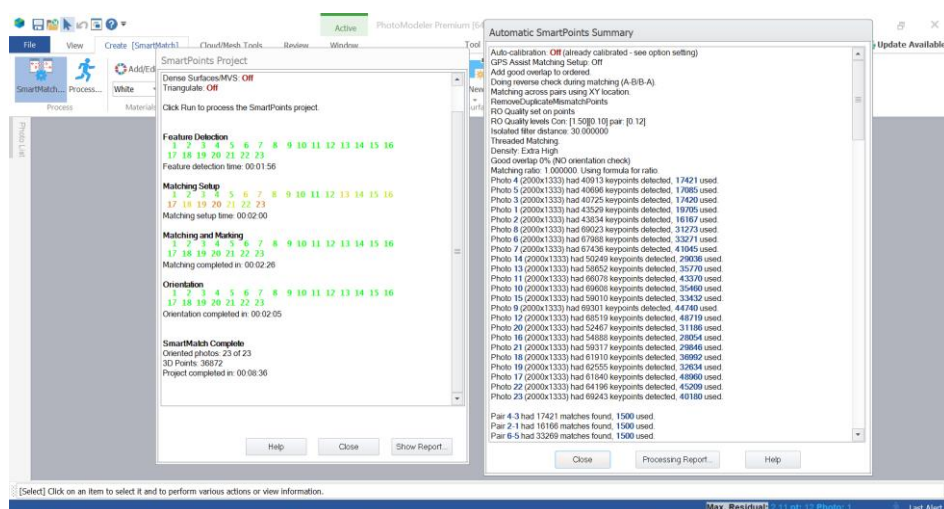 Active
PhotoModeler Premium [64
File
View
Create [SmartMatch]
Cloud/Mesh Tools
Review
Window
Tool
Update Available
SmartMatch...
Process...
Add/Edi
White
Process
Materials
Photo List
SmartPoints Project
Dense Surfaces/MVS: Off
Triangulate: Off
Click Run to process the SmartPoints project.
Feature Detection
1 2 3 4 5 6 7 8 9 10 11 12 13 14 15 16
17 18 19 20 21 22 23
Feature detection time: 00:01:56
Matching Setup
1 2 3 4 5 6 7 8 9 10 11 12 13 14 15 16
17 18 19 20 21 22 23
Matching setup time: 00:02:00
Matching and Marking
1 2 3 4 5 6 7 8 9 10 11 12 13 14 15 16
17 18 19 20 21 22 23
Matching completed in: 00:02:26
Orientation
1 2 3 4 5 6 7 8 9 10 11 12 13 14 15 16
17 18 19 20 21 22 23
Orientation completed in: 00:02:05
SmartMatch Complete
Oriented photos: 23 of 23
3D Points: 36872
Project completed in: 00:08:36
Help
Close
Show Report...
Automatic SmartPoints Summary
Auto-calibration: Off (already calibrated - see option setting)
GPS Assist Matching Setup: Off
Add good overlap to ordered.
Doing reverse check during matching (A-B/B-A).
Matching across pairs using XY location.
RemoveDuplicateMismatchPoints
RO Quality set on points
RO Quality levels Con: [1.50][0.10] pair: [0.12]
Isolated filter distance: 30.000000
Threaded Matching.
Density: Extra High
Good overlap 0% (NO orientation check)
Matching ratio: 1.000000. Using formula for ratio.
Photo 4 (2000x1333) had 40913 keypoints detected, 17421 used.
Photo 5 (2000x1333) had 40696 keypoints detected, 17085 used.
Photo 3 (2000x1333) had 40725 keypoints detected, 17420 used.
Photo 1 (2000x1333) had 43529 keypoints detected, 19705 used.
Photo 2 (2000x1333) had 43834 keypoints detected, 16167 used.
Photo 8 (2000x1333) had 69023 keypoints detected, 31273 used.
Photo 6 (2000x1333) had 67988 keypoints detected, 33271 used.
Photo 7 (2000x1333) had 67436 keypoints detected, 41045 used.
Photo 14 (2000x1333) had 50249 keypoints detected, 29036 used.
Photo 13 (2000x1333) had 58652 keypoints detected, 35770 used.
Photo 11 (2000x1333) had 66078 keypoints detected, 43370 used.
Photo 10 (2000x1333) had 69608 keypoints detected, 35460 used.
Photo 15 (2000x1333) had 59010 keypoints detected, 33432 used.
Photo 9 (2000x1333) had 69301 keypoints detected, 44740 used.
Photo 12 (2000x1333) had 68519 keypoints detected, 48719 used.
Photo 20 (2000x1333) had 52467 keypoints detected, 31186 used.
Photo 16 (2000x1333) had 54888 keypoints detected, 28054 used.
Photo 21 (2000x1333) had 59317 keypoints detected, 29846 used.
Photo 18 (2000x1333) had 61910 keypoints detected, 36992 used.
Photo 19 (2000x1333) had 62555 keypoints detected, 32634 used.
Photo 17 (2000x1333) had 61840 keypoints detected, 48960 used.
Photo 22 (2000x1333) had 64196 keypoints detected, 45209 used.
Photo 23 (2000x1333) had 69243 keypoints detected, 40180 used.
Pair 4-3 had 17421 matches found, 1500 used.
Pair 2-1 had 16166 matches found, 1500 used.
Pair 6-5 had 33269 matches found, 1500 used.
Close
Processing Report...
Help
[Select] Click on an item to select it and to perform various actions or view information.
Max. Residual:
Photo: 1
Last Alert